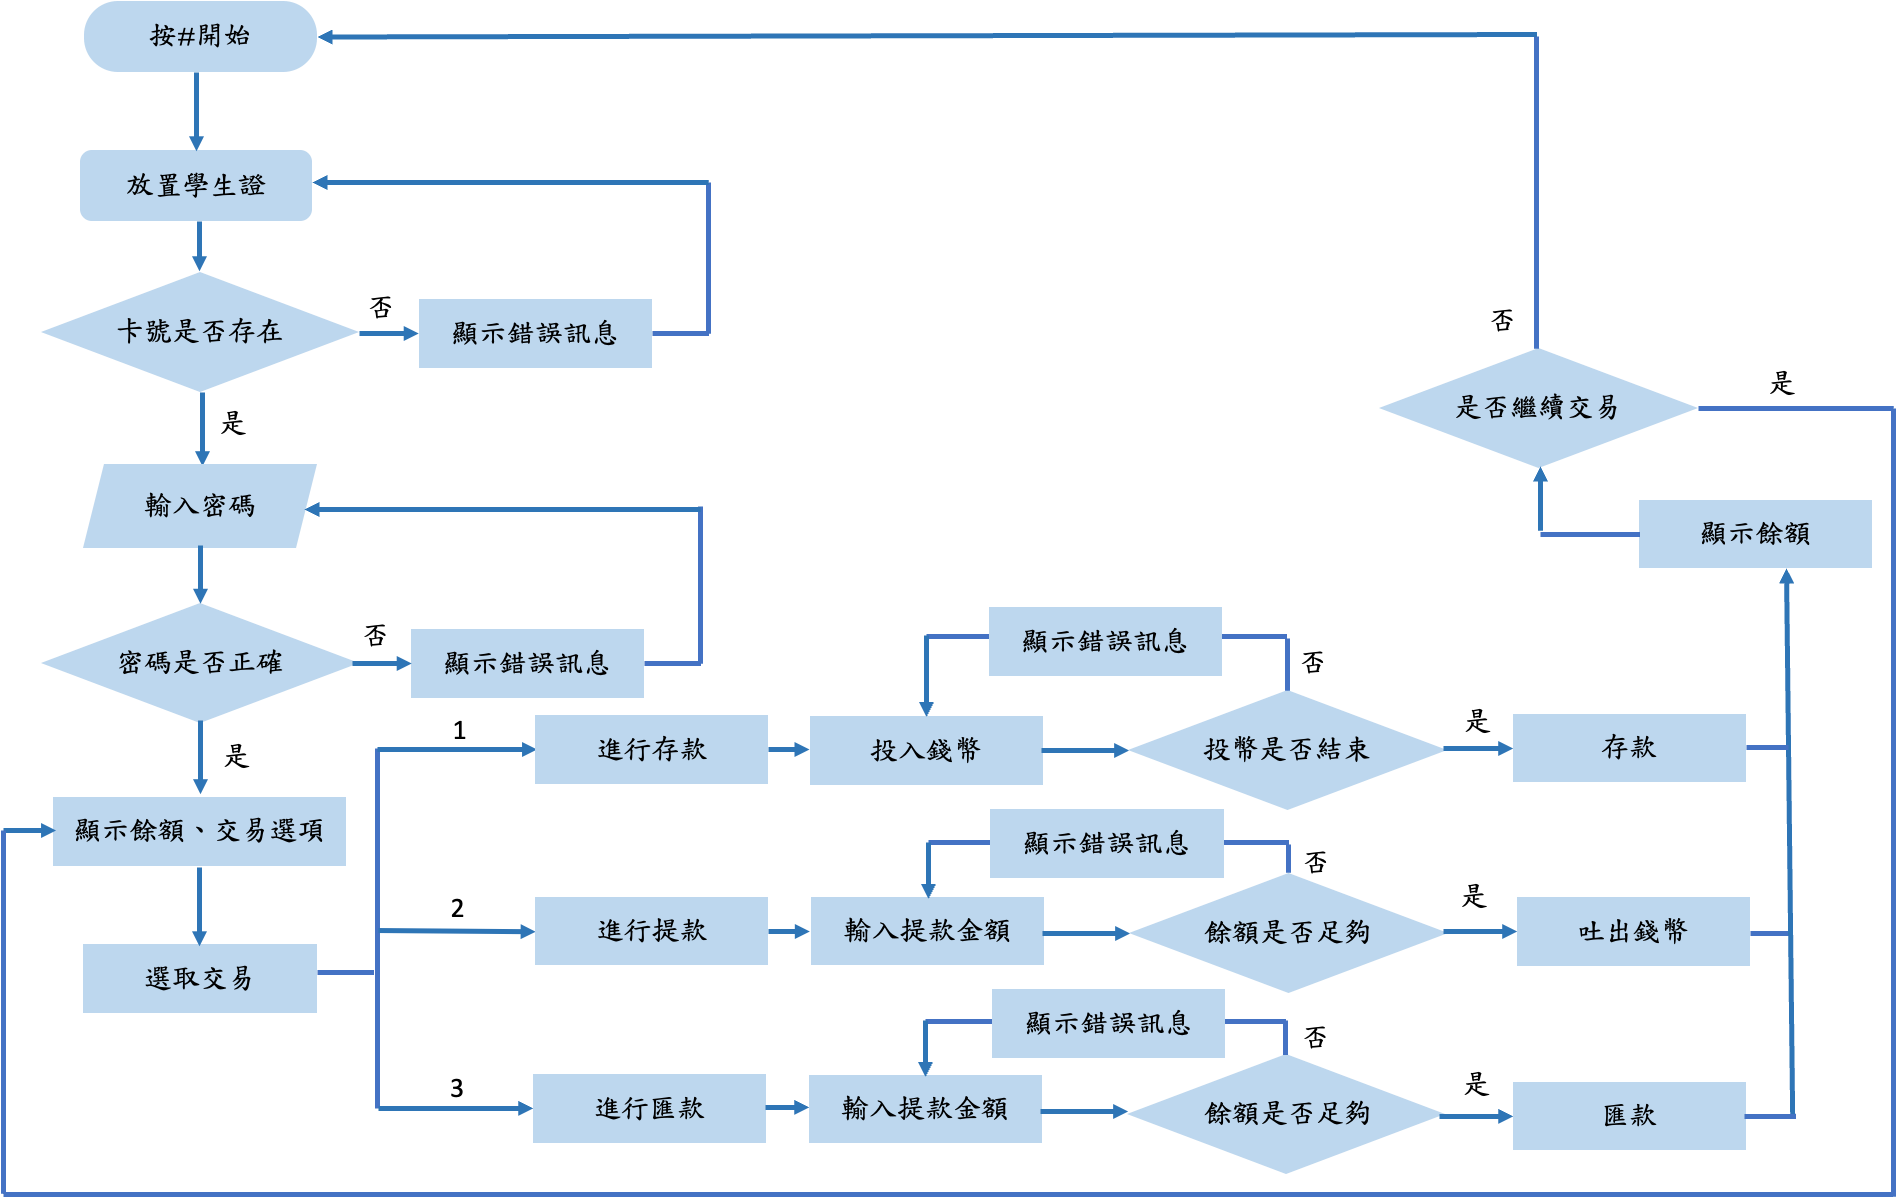 按#開始
放置學生證
卡號是否存在
否
顯示錯誤訊息
是
輸入密碼
密碼是否正確
否
顯示錯誤訊息
是
顯示餘額、交易選項
選取交易
1
進行存款
投入錢幣
顯示錯誤訊息
否
投幣是否結束
是
存款
2
進行提款
輸入提款金額
顯示錯誤訊息
否
餘額是否足夠
是
吐出錢幣
3
進行匯款
輸入提款金額
顯示錯誤訊息
否
餘額是否足夠
是
匯款
顯示餘額
是否繼續交易
否
是